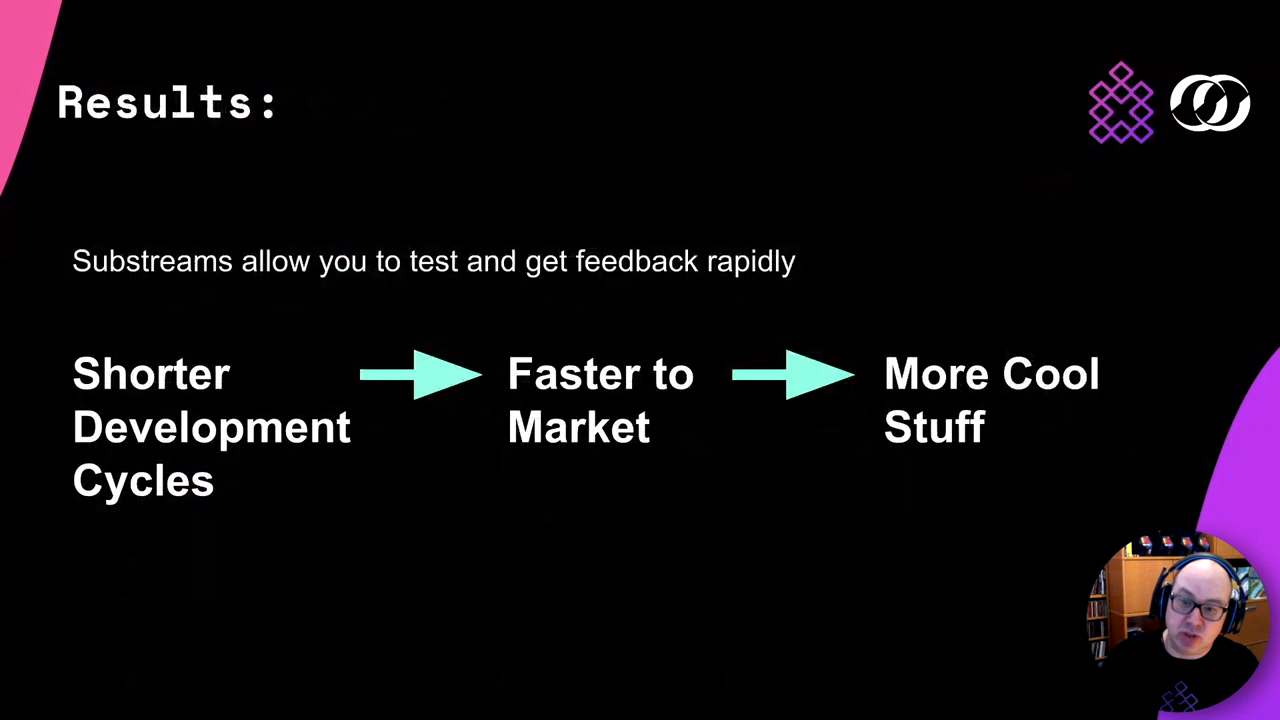 Results:
Substreams allow you to test and get feedback rapidly
Shorter
Development
Cycles
Faster to
Market
More Cool
Stuff